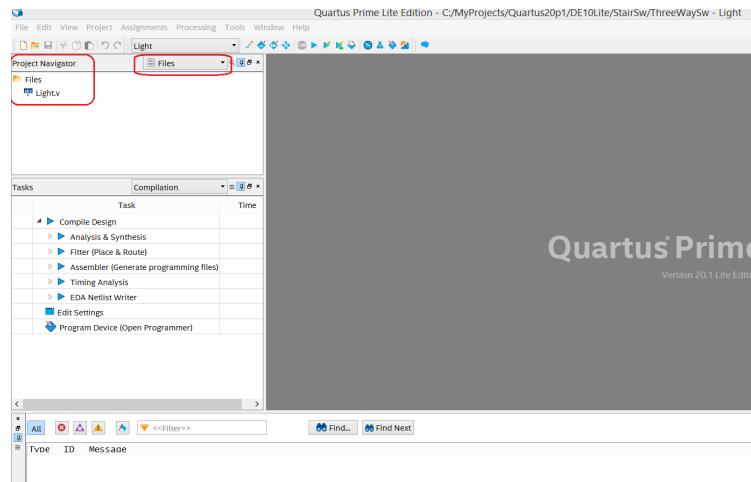 Quartus Prime Lite Edition - C:/MyProjects/Quartus20p1/DE10Lite/StairSw/ThreeWaySw - Light
File Edit View Project Assignments Processing Tools Window Help
Light
Project Navigator Files
Files
Light.v
Tasks Compilation
Task Time
Compile Design
Analysis & Synthesis
Fitter (Place & Route)
Assembler (Generate programming files)
Timing Analysis
EDA Netlist Writer
Edit Settings
Program Device (Open Programmer)
Quartus Prime
Version 20.1 Lite Editi
All <<Filter>> Find... Find Next
Type ID Message